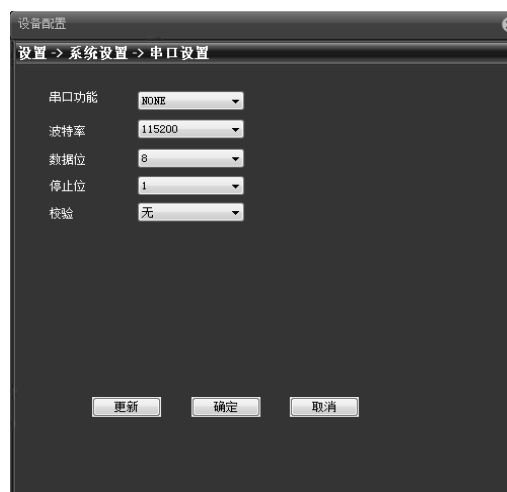 设备配置
设置 -> 系统设置 -> 串口设置
串口功能 NONE
波特率 115200
数据位 8
停止位 1
校验 无
更新 确定 取消